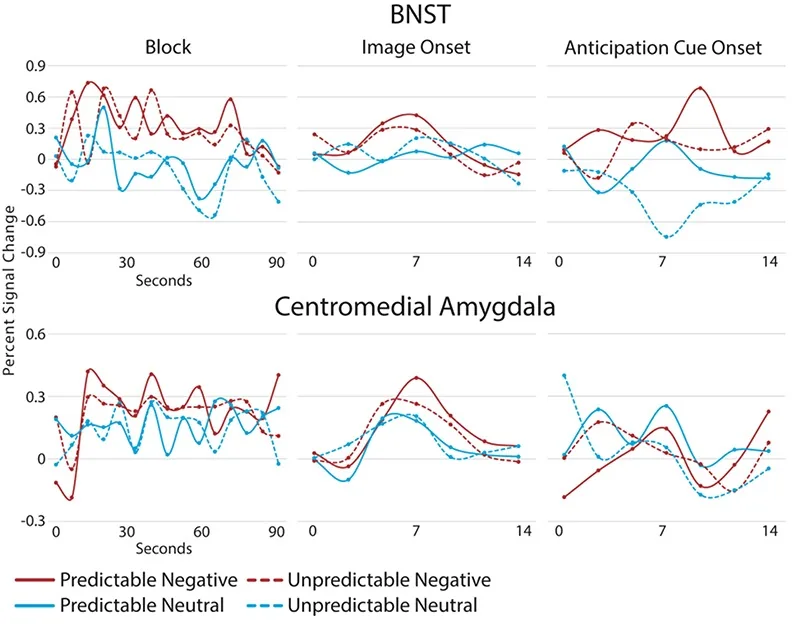 BNST
Block
Image Onset
Anticipation Cue Onset
Percent Signal Change
0.9
0.6
0.3
0
-0.3
-0.6
-0.9
0 30 60 90
Seconds
0 7 14
0 7 14
Centromedial Amygdala
0.6
0.3
0
-0.3
0 30 60 90
Seconds
0 7 14
0 7 14
Predictable Negative Unpredictable Negative
Predictable Neutral Unpredictable Neutral